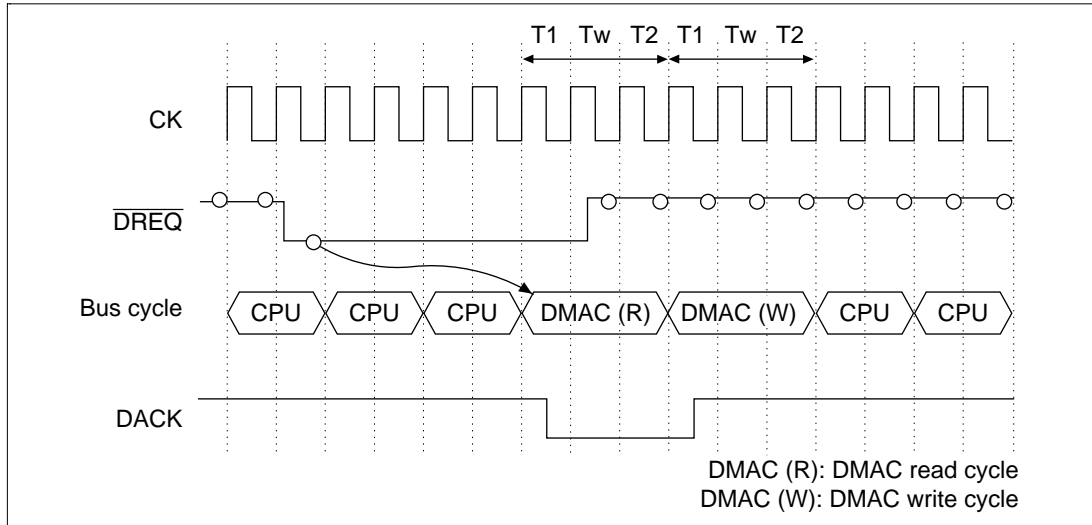 T1 Tw T2 T1 Tw T2
CK
DREQ
Bus cycle CPU CPU CPU DMAC (R) DMAC (W) CPU CPU
DACK
DMAC (R): DMAC read cycle
DMAC (W): DMAC write cycle